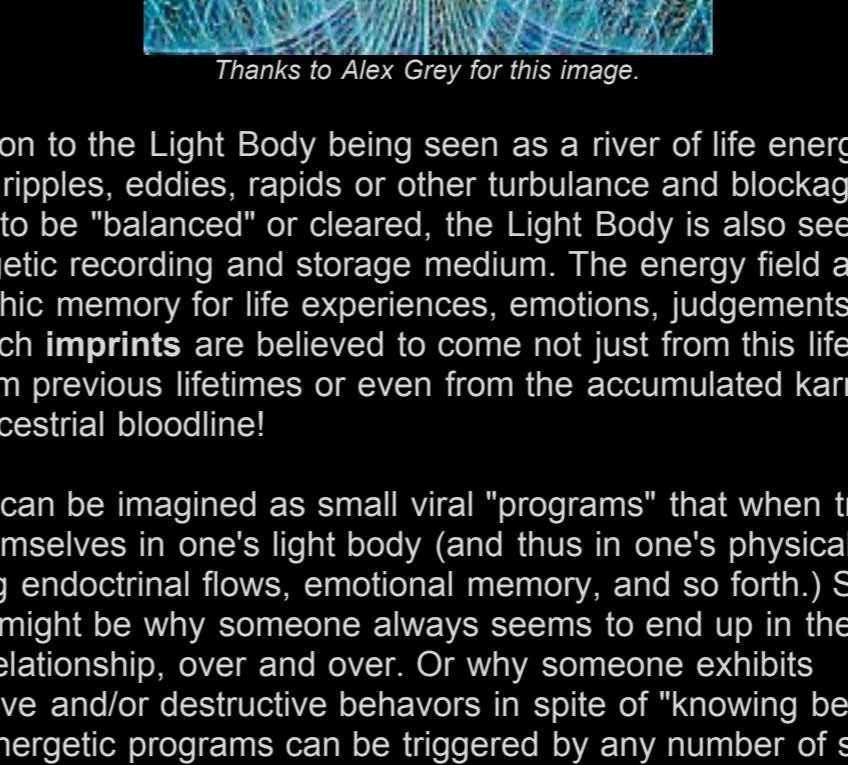 Thanks to Alex Grey for this image.
on to the Light Body being seen as a river of life energ
ripples, eddies, rapids or other turbulance and blockag
to be "balanced" or cleared, the Light Body is also see
getic recording and storage medium. The energy field a
hic memory for life experiences, emotions, judgements
ch imprints are believed to come not just from this life
m previous lifetimes or even from the accumulated karr
cestrial bloodline!
can be imagined as small viral "programs" that when tr
mselves in one's light body (and thus in one's physical
g endoctrinal flows, emotional memory, and so forth.) S
might be why someone always seems to end up in the
elationship, over and over. Or why someone exhibits
ve and/or destructive behavors in spite of "knowing be
nergetic programs can be triggered by any number of s